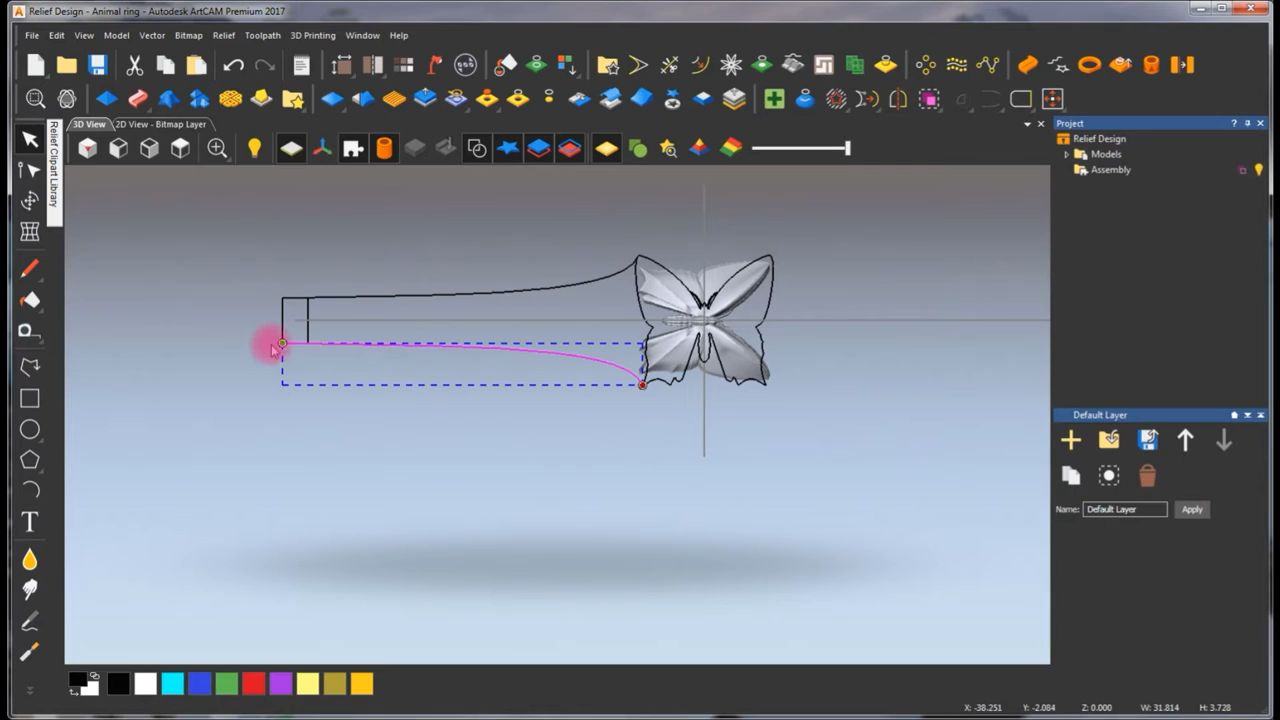 Relief Design - Animal ring - Autodesk ArtCAM Premium 2017
File Edit View Model Vector Bitmap Relief Toolpath 3D Printing Window Help
3D View 2D View - Bitmap Layer
Relief Clipart Library
Project
Relief Design
Models
Assembly
Default Layer
Name: Default Layer Apply
X: -38.251 Y: -2.084 Z: 0.000 W: 31.814 H: 3.728